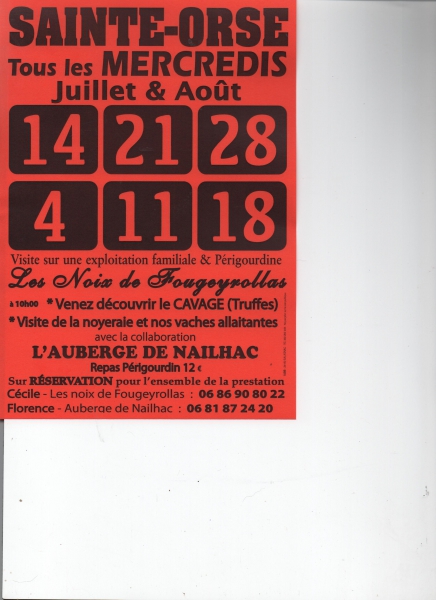 SAINTE-ORSE
Tous les MERCREDIS
Juillet & Août
14 21 28
4 11 18
Visite sur une exploitation familiale & Périgourdine
Les Noix de Fougeyrollas
à 10h00 *Venez découvrir le CAVAGE (Truffes)
*Visite de la noyeraie et nos vaches allaitantes
avec la collaboration
L'AUBERGE DE NAILHAC
Repas Périgourdin 12 €
Sur RÉSERVATION pour l'ensemble de la prestation
Cécile - Les noix de Fougeyrollas : 06 86 90 80 22
Florence - Auberge de Nailhac : 06 81 87 24 20